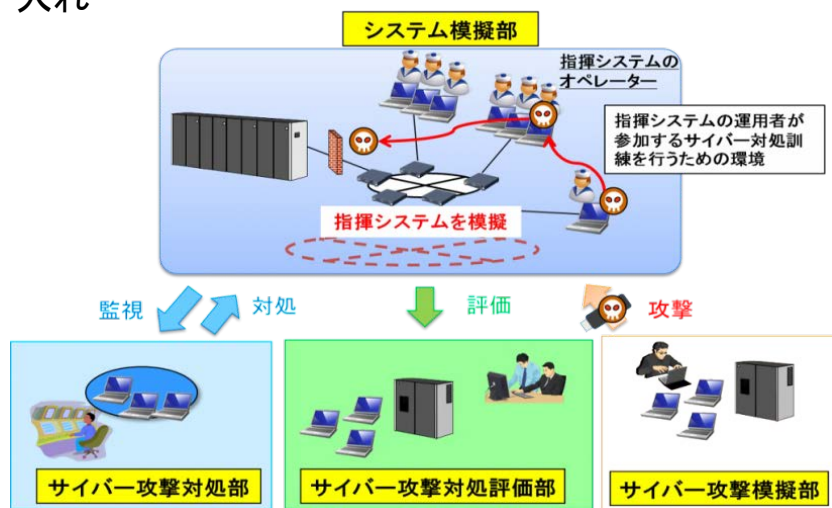 入れ
システム模擬部
指揮システムの
オペレーター
指揮システムの運用者が
参加するサイバー対処訓
練を行うための環境
指揮システムを模擬
監視
対処
評価
攻撃
サイバー攻撃対処部
サイバー攻撃対処評価部
サイバー攻撃模擬部